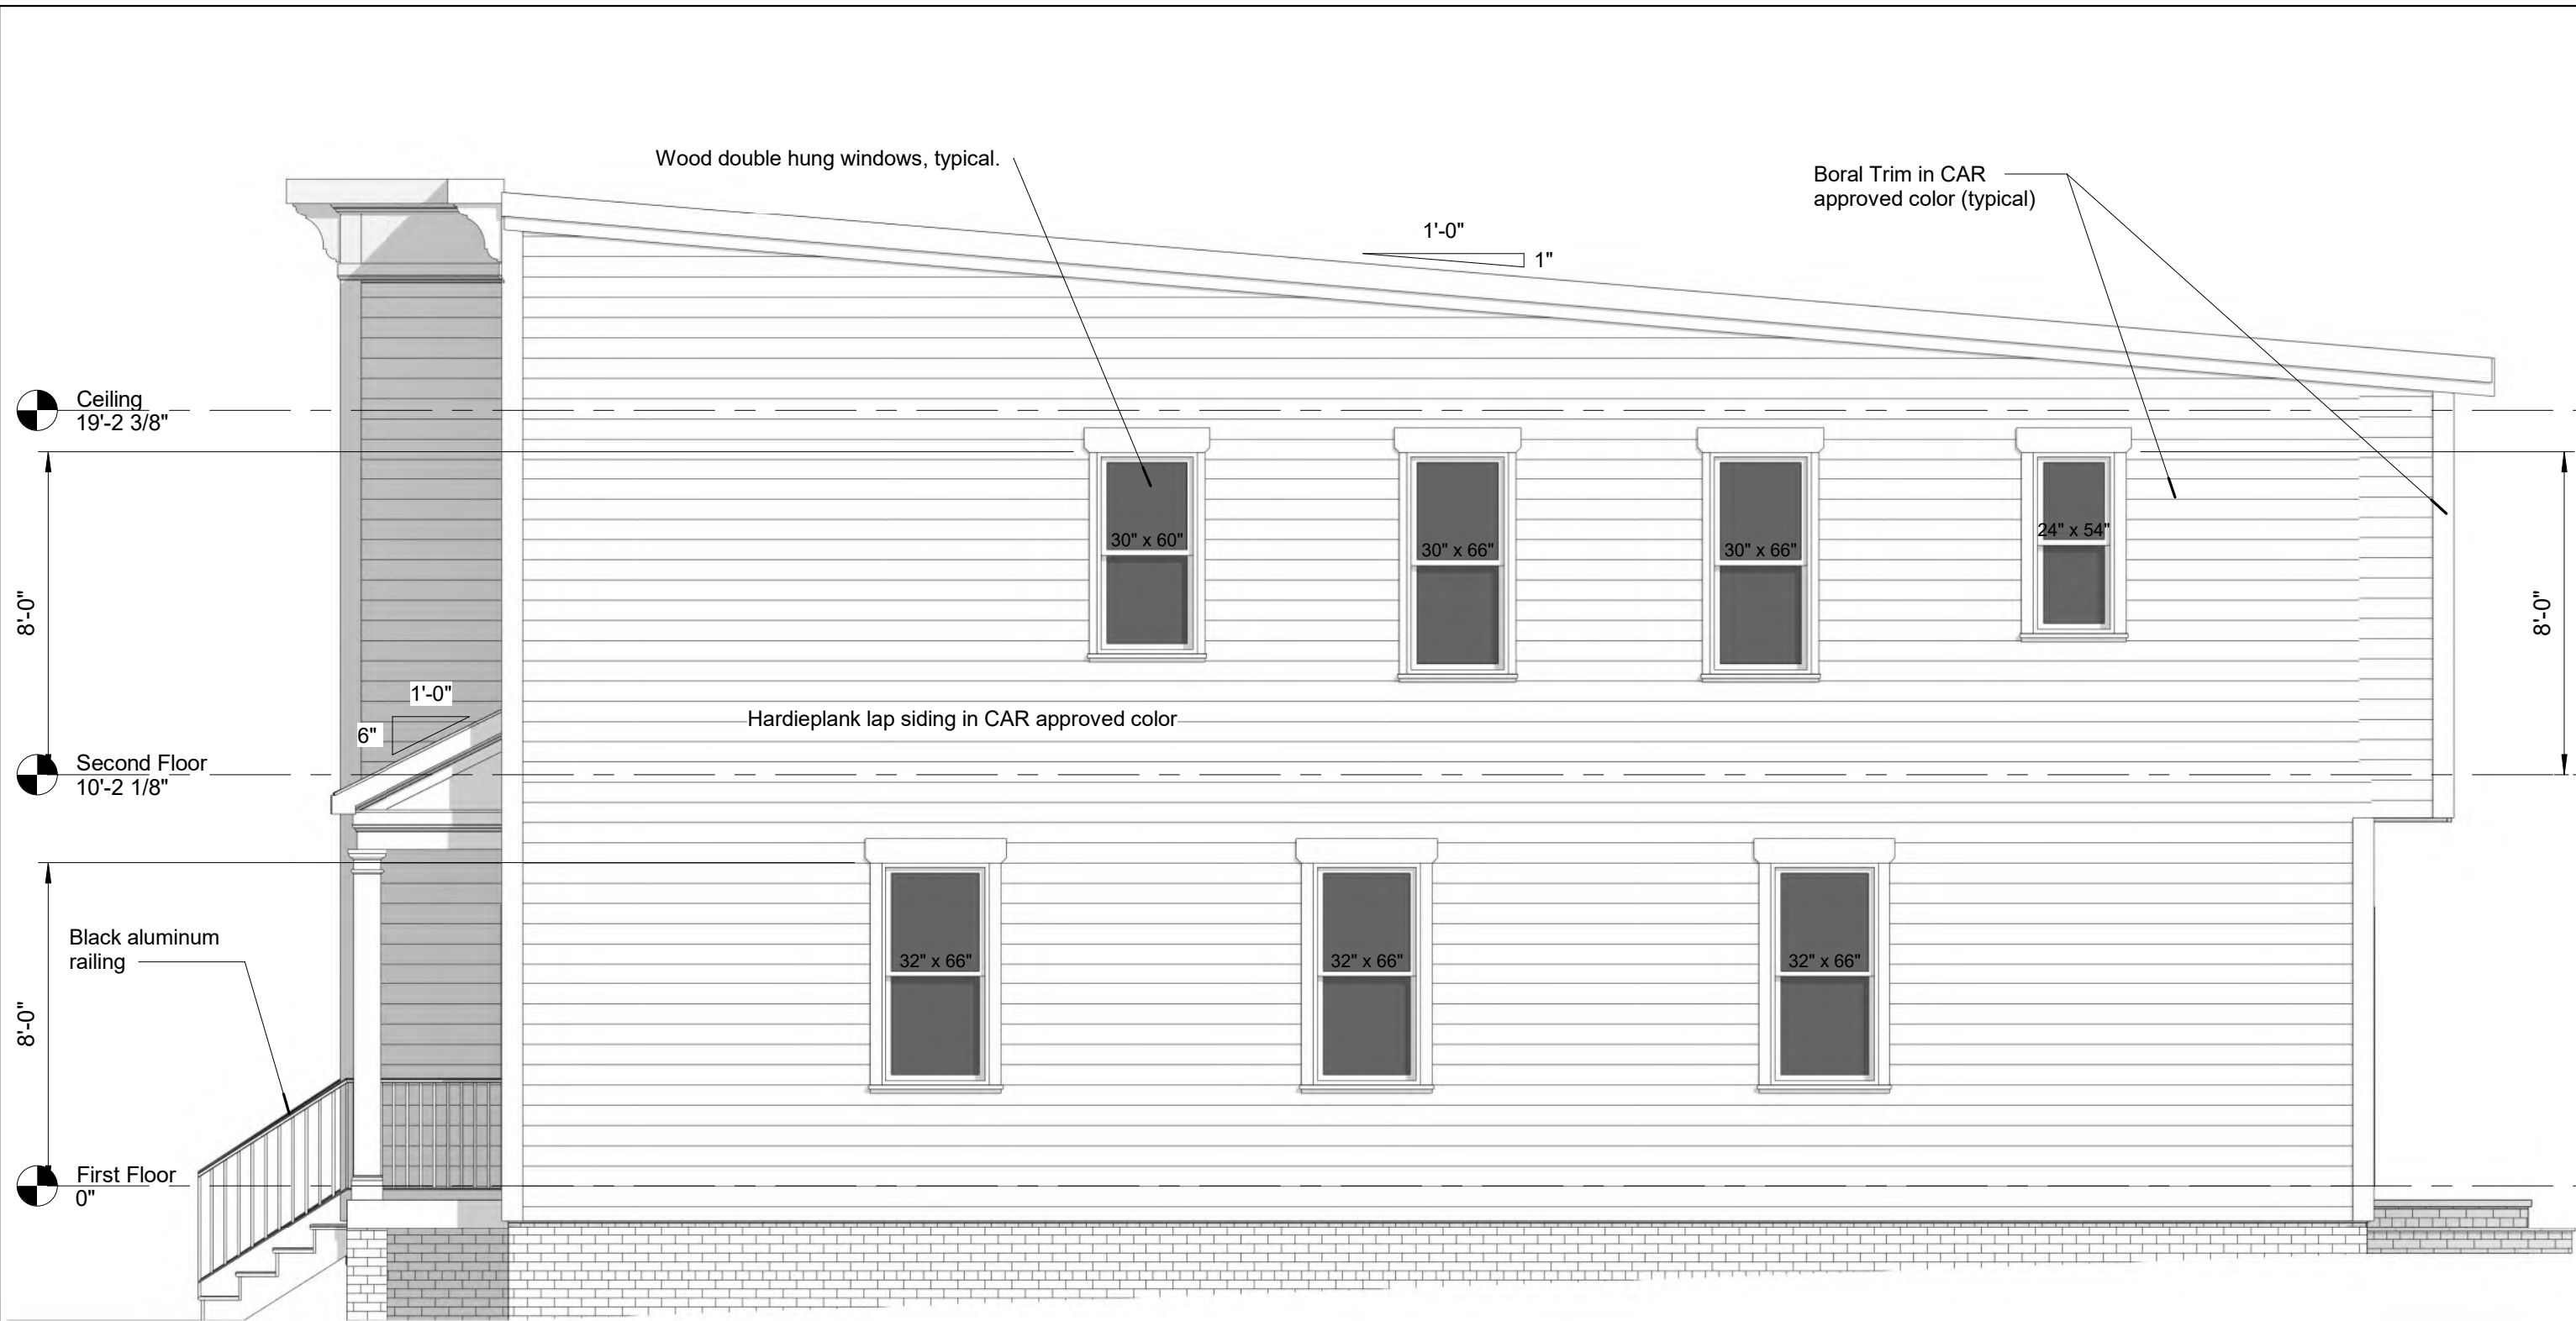 Wood double hung windows, typical.
Boral Trim in CAR
approved color (typical)
1'-0"
1"
Ceiling
19'-2 3/8"
8'-0"
30" x 60"
30" x 66"
30" x 66"
24" x 54"
8'-0"
1'-0"
6"
Hardieplank lap siding in CAR approved color
Second Floor
10'-2 1/8"
Black aluminum
railing
32" x 66"
32" x 66"
32" x 66"
8'-0"
First Floor
0"